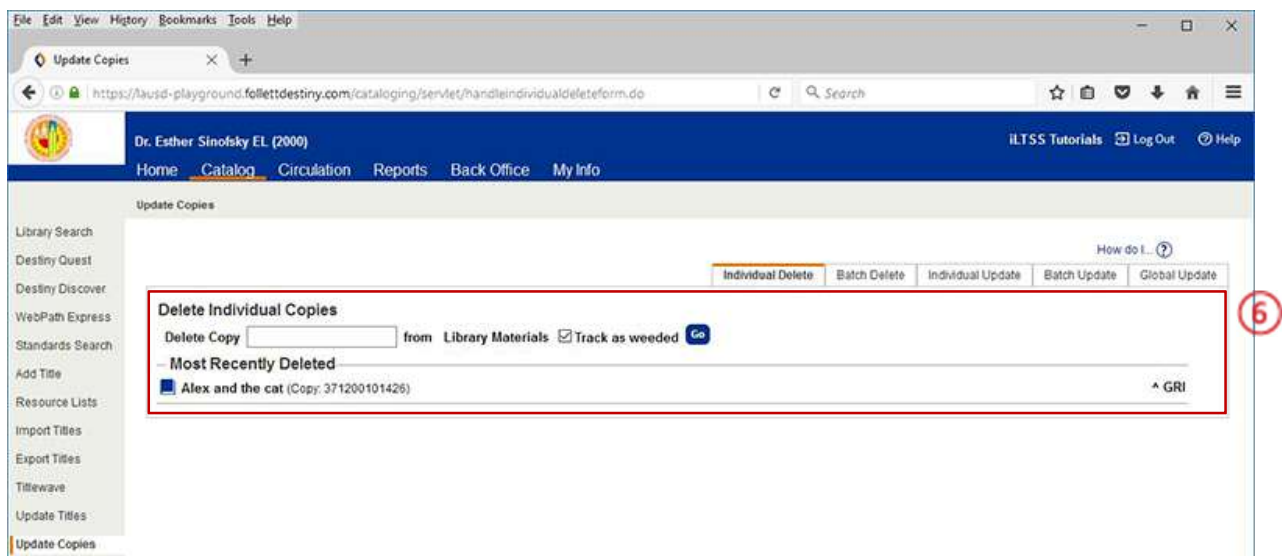 File Edit View History Bookmarks Tools Help
Update Copies
https://lausd-playground.follettdestiny.com/cataloging/servlet/handleindividualdeleteform.do
Search
Dr. Esther Sinofsky EL (2000)
iLTSS Tutorials Log Out Help
Home Catalog Circulation Reports Back Office My Info
Update Copies
Library Search
Destiny Quest
Destiny Discover
WebPath Express
Standards Search
Add Title
Resource Lists
Import Titles
Export Titles
Titlewave
Update Titles
Update Copies
How do I...
Individual Delete Batch Delete Individual Update Batch Update Global Update
Delete Individual Copies
Delete Copy from Library Materials Track as weeded Go
Most Recently Deleted
Alex and the cat (Copy: 371200101426) ^ GRI
6